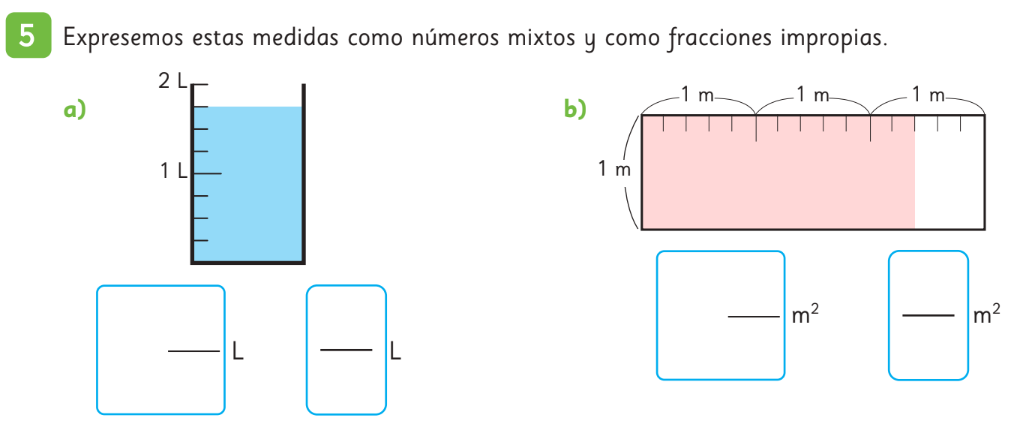 5 Expresemos estas medidas como números mixtos y como fracciones impropias.
a)
2 L
1 L
L
L
b)
1 m 1 m 1 m
1 m
m²
m²